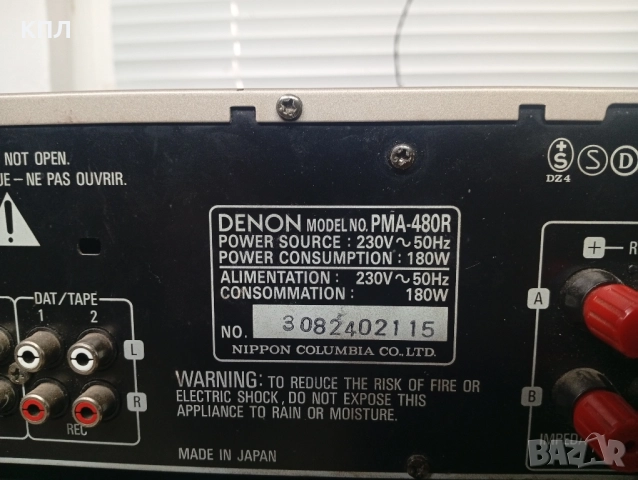 КПЛ
NOT OPEN.
– NE PAS OUVRIR.
DZ4
S
D
DENON MODEL NO. PMA-480R
POWER SOURCE : 230V~50Hz
POWER CONSUMPTION : 180W
ALIMENTATION : 230V~50Hz
CONSOMMATION : 180W
NO. 3082402115
NIPPON COLUMBIA CO., LTD.
+ R
A
DAT/TAPE
1 2
L
R
REC
WARNING: TO REDUCE THE RISK OF FIRE OR
ELECTRIC SHOCK, DO NOT EXPOSE THIS
APPLIANCE TO RAIN OR MOISTURE.
B
MADE IN JAPAN
IMPED
BAZAR